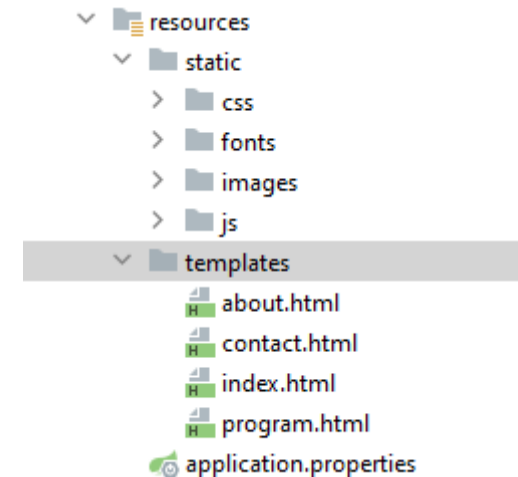 resources
static
css
fonts
images
js
templates
about.html
contact.html
index.html
program.html
application.properties